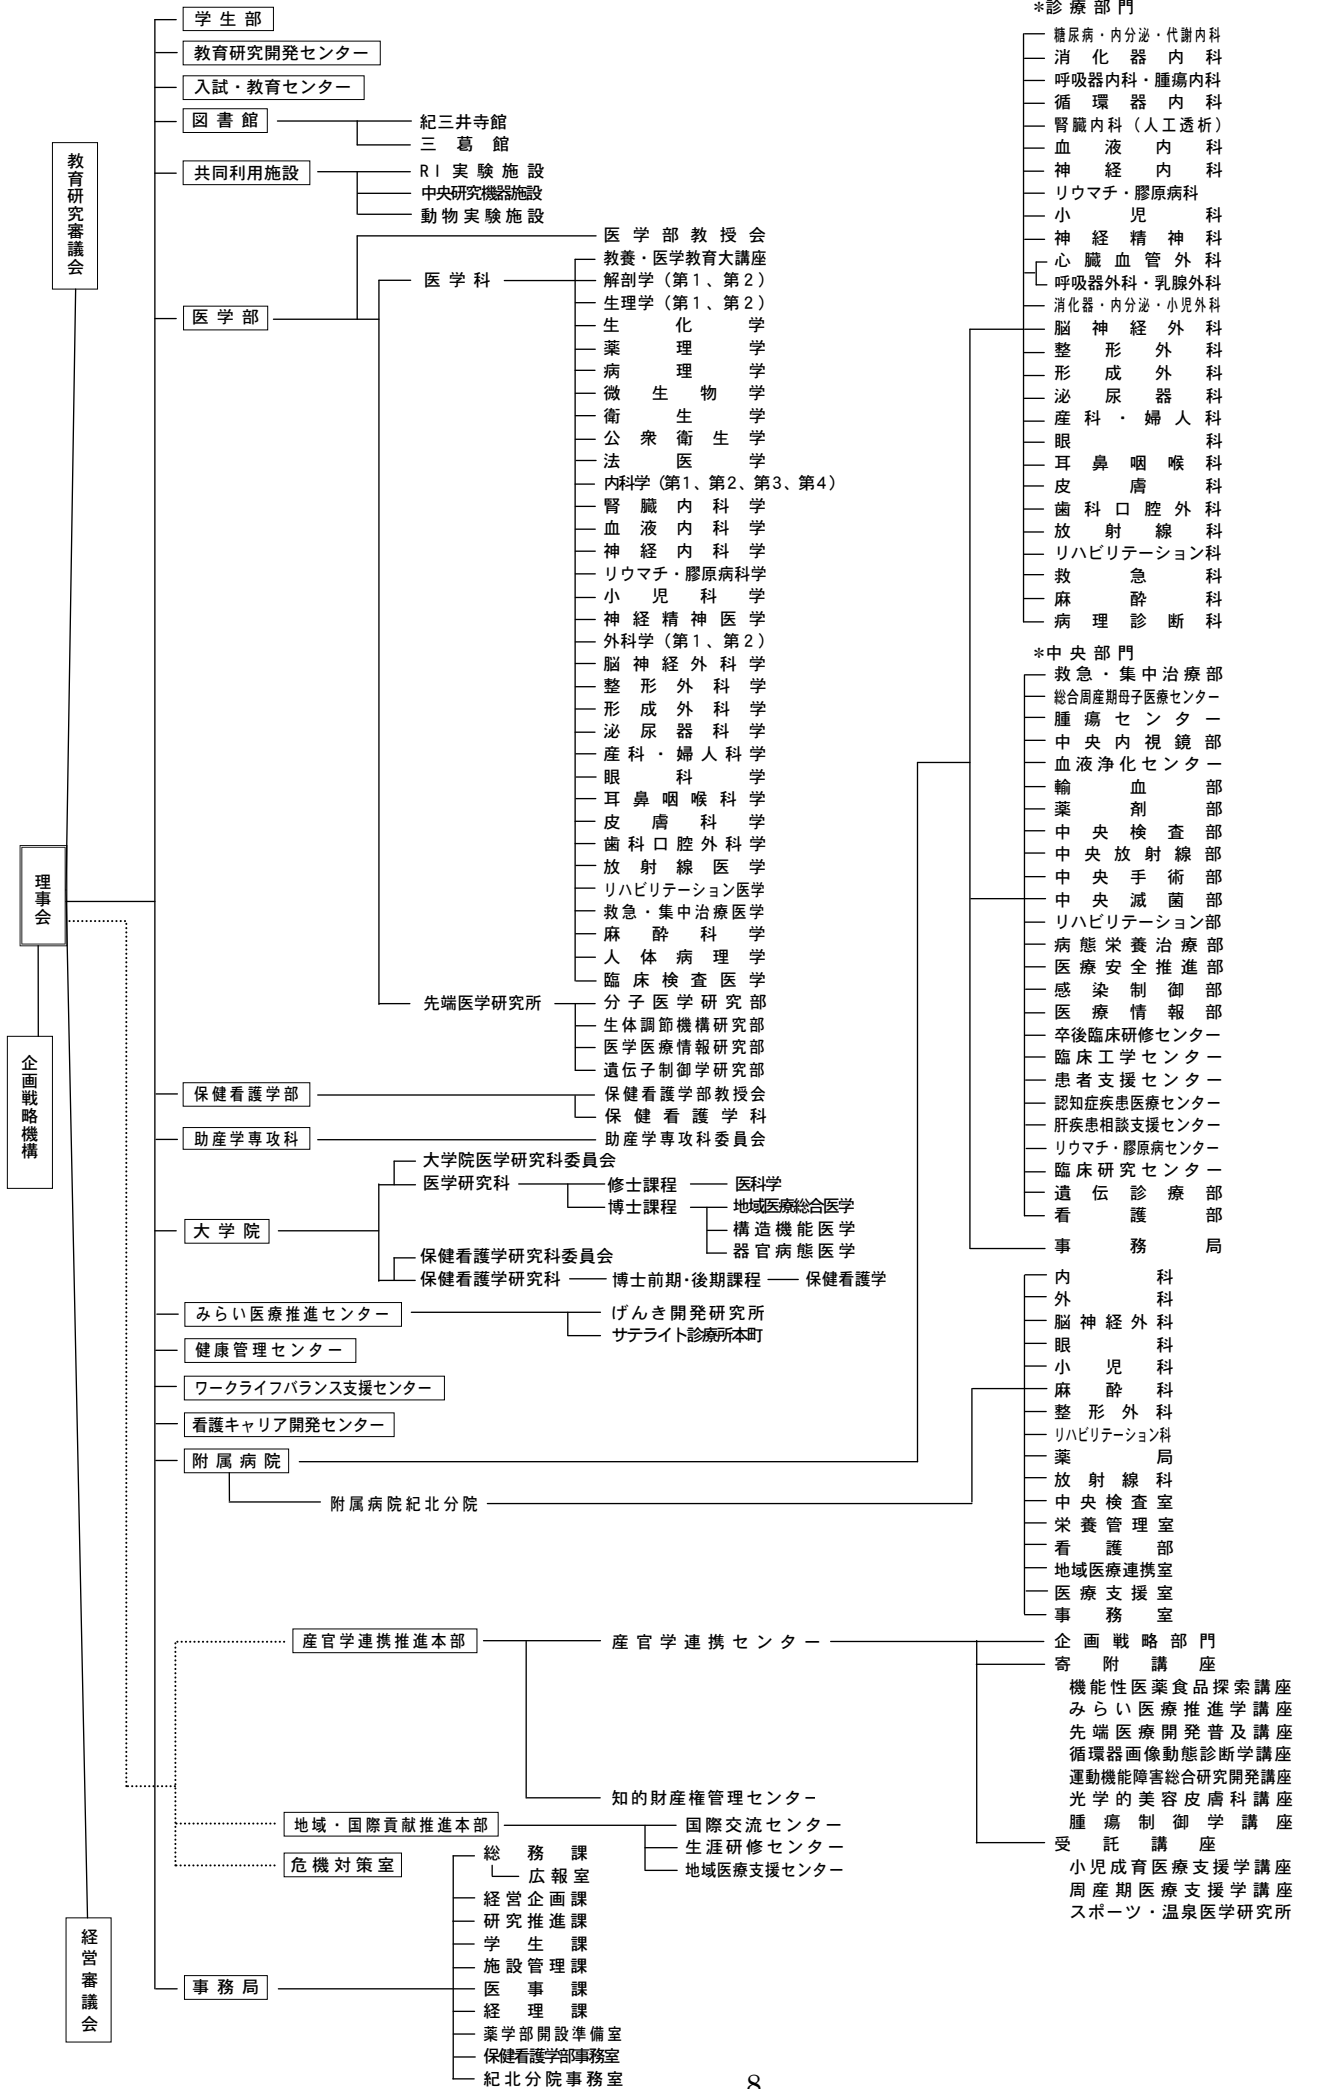 教育研究審議会
理事会
企画戦略機構
経営審議会
学生部
教育研究開発センター
入試・教育センター
図書館
紀三井寺館
三葛館
共同利用施設
RI実験施設
中央研究機器施設
動物実験施設
医学部
医学部教授会
医学科
教養・医学教育大講座
解剖学(第1、第2)
生理学(第1、第2)
生化学
薬理学
病理学
微生物学
衛生学
公衆衛生学
法医学
内科学(第1、第2、第3、第4)
腎臓内科学
血液内科学
神経内科学
リウマチ・膠原病科学
小児科学
神経精神医学
外科学(第1、第2)
脳神経外科学
整形外科学
形成外科学
泌尿器科学
産科・婦人科学
眼科学
耳鼻咽喉科学
皮膚科学
歯科口腔外科学
放射線医学
リハビリテーション医学
救急・集中治療医学
麻酔科学
人体病理学
臨床検査医学
先端医学研究所
分子医学研究部
生体調節機構研究部
医学医療情報研究部
遺伝子制御学研究部
保健看護学部
保健看護学部教授会
保健看護学科
助産学専攻科
助産学専攻科委員会
大学院
大学院医学研究科委員会
医学研究科
修士課程
医科学
博士課程
地域医療総合医学
構造機能医学
器官病態医学
保健看護学研究科委員会
保健看護学研究科
博士前期・後期課程
保健看護学
みらい医療推進センター
げんき開発研究所
サテライト診療所本町
健康管理センター
ワークライフバランス支援センター
看護キャリア開発センター
附属病院
附属病院紀北分院
*診療部門
糖尿病・内分泌・代謝内科
消化器内科
呼吸器内科・腫瘍内科
循環器内科
腎臓内科(人工透析)
血液内科
神経内科
リウマチ・膠原病科
小児科
神経精神科
心臓血管外科
呼吸器外科・乳腺外科
消化器・内分泌・小児外科
脳神経外科
整形外科
形成外科
泌尿器科
産科・婦人科
眼科
耳鼻咽喉科
皮膚科
歯科口腔外科
放射線科
リハビリテーション科
救急科
麻酔科
病理診断科
*中央部門
救急・集中治療部
総合周産期母子医療センター
腫瘍センター
中央内視鏡部
血液浄化センター
輸血部
薬剤部
中央検査部
中央放射線部
中央手術部
中央滅菌部
リハビリテーション部
病態栄養治療部
医療安全推進部
感染制御部
医療情報部
卒後臨床研修センター
臨床工学センター
患者支援センター
認知症疾患医療センター
肝疾患相談支援センター
リウマチ・膠原病センター
臨床研究センター
遺伝診療部
看護部
事務局
内科
外科
脳神経外科
眼科
小児科
麻酔科
整形外科
リハビリテーション科
薬局
放射線科
中央検査室
栄養管理室
看護部
地域医療連携室
医療支援室
事務室
産官学連携推進本部
産官学連携センター
企画戦略部門
寄附講座
機能性医薬食品探索講座
みらい医療推進学講座
先端医療開発普及講座
循環器画像動態診断学講座
運動機能障害総合研究開発講座
光学的美容皮膚科講座
腫瘍制御学講座
受託講座
小児成育医療支援学講座
周産期医療支援学講座
スポーツ・温泉医学研究所
知的財産権管理センター
地域・国際貢献推進本部
国際交流センター
生涯研修センター
地域医療支援センター
危機対策室
事務局
総務課
広報室
経営企画課
研究推進課
学生課
施設管理課
医事課
経理課
薬学部開設準備室
保健看護学部事務室
紀北分院事務室
8